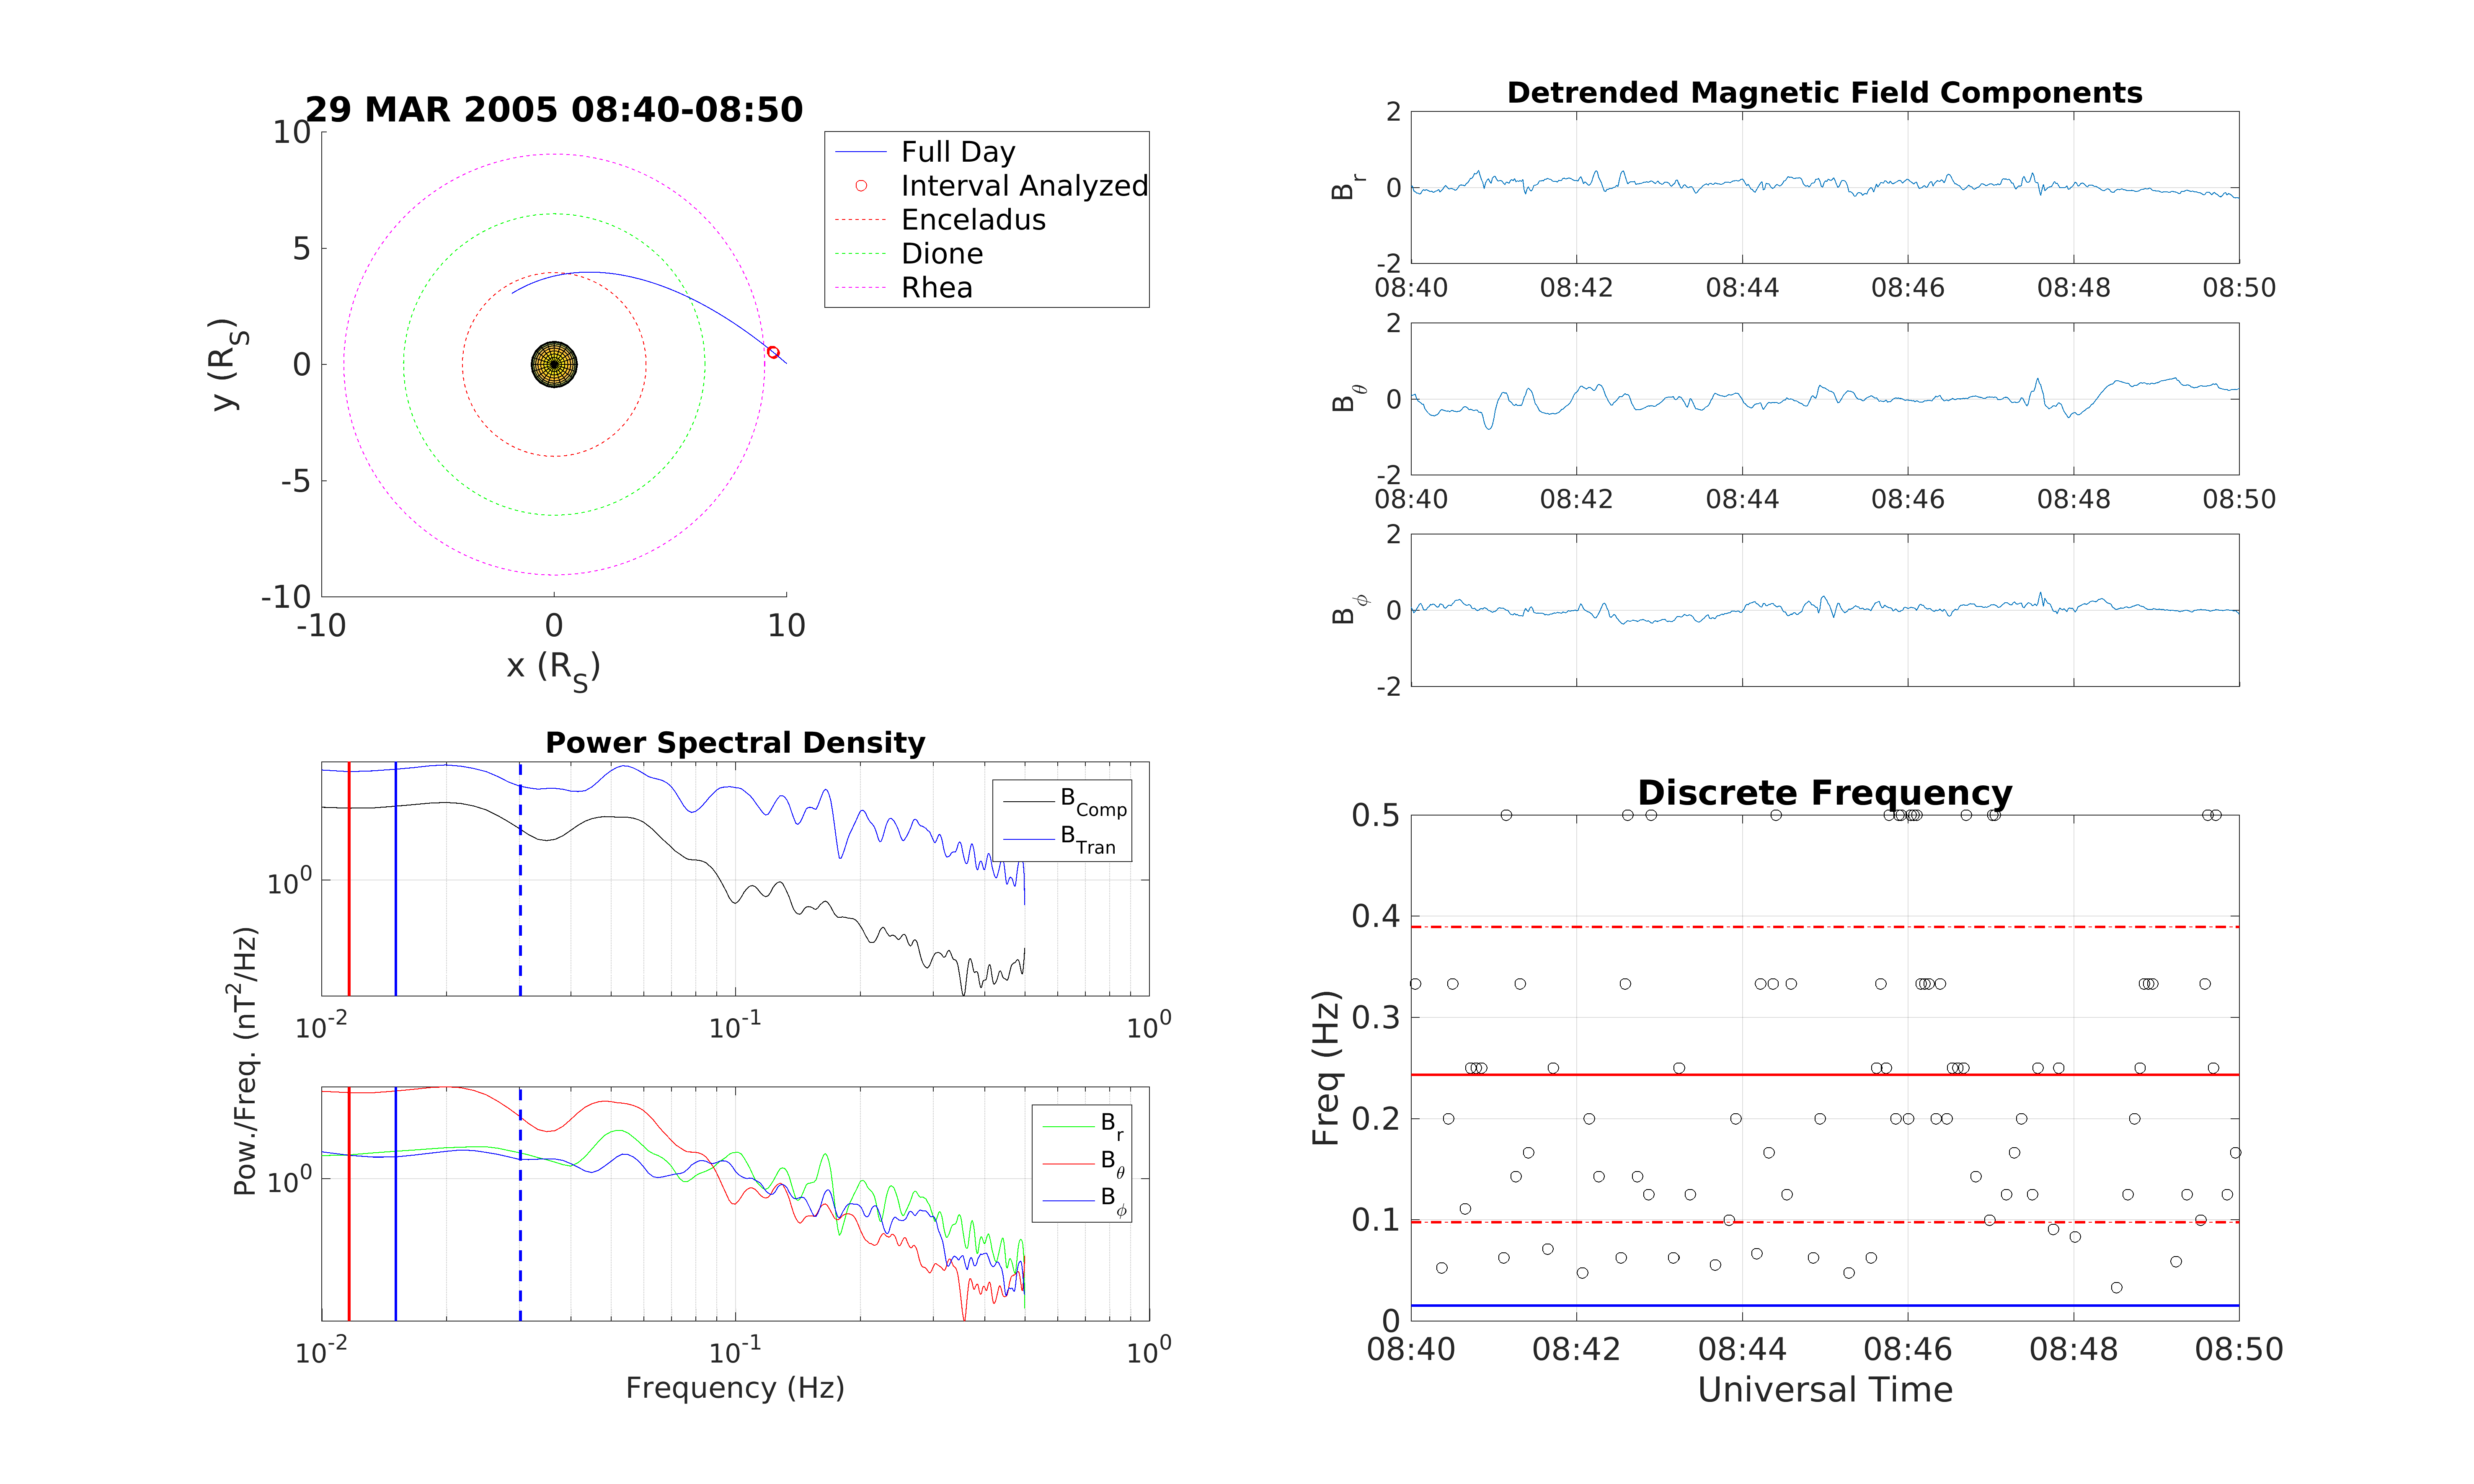 29 MAR 2005 08:40-08:50
10
5
0
-5
-10
-10 0 10
y (R_S)
x (R_S)
Full Day
Interval Analyzed
Enceladus
Dione
Rhea
Detrended Magnetic Field Components
2
0
-2
B_r
08:40 08:42 08:44 08:46 08:48 08:50
2
0
-2
B_θ
08:40 08:42 08:44 08:46 08:48 08:50
2
0
-2
B_ϕ
Power Spectral Density
B_Comp
B_Tran
10^0
10^-2 10^-1 10^0
Pow./Freq. (nT^2/Hz)
B_r
B_θ
B_ϕ
10^0
10^-2 10^-1 10^0
Frequency (Hz)
Discrete Frequency
0.5
0.4
0.3
0.2
0.1
0
Freq (Hz)
08:40 08:42 08:44 08:46 08:48 08:50
Universal Time